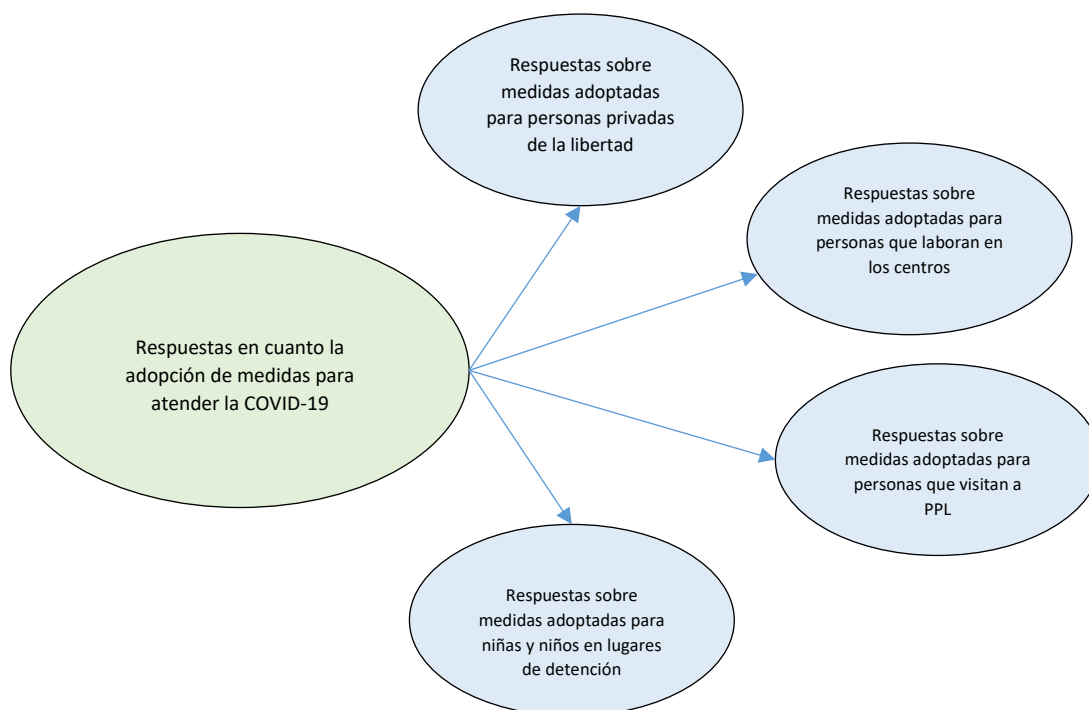 Respuestas sobre
medidas adoptadas
para personas privadas
de la libertad
Respuestas sobre
medidas adoptadas para
personas que laboran en
los centros
Respuestas en cuanto la
adopción de medidas para
atender la COVID-19
Respuestas sobre
medidas adoptadas para
personas que visitan a
PPL
Respuestas sobre
medidas adoptadas para
niñas y niños en lugares
de detención